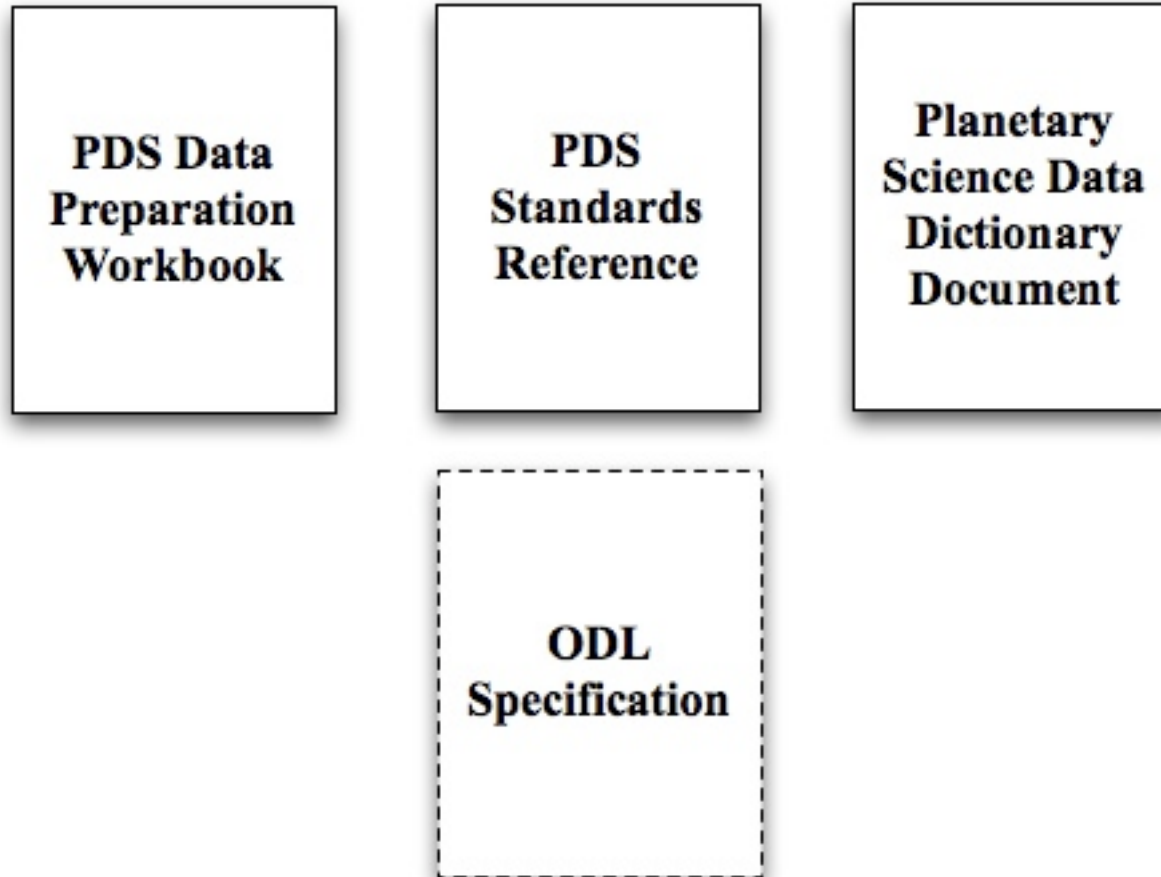 PDS Data
Preparation
Workbook
PDS
Standards
Reference
Planetary
Science Data
Dictionary
Document
ODL
Specification